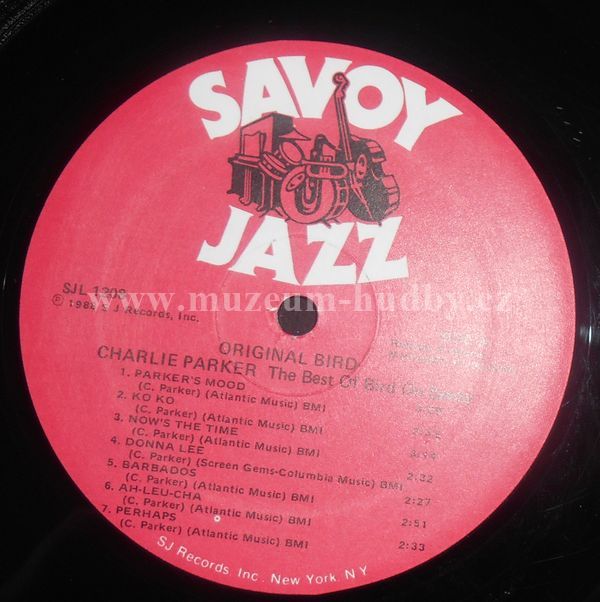 SAVOY
JAZZ
SJL 1208
℗ 1988 SJ Records, Inc.
www.muzeum-hudby.cz
ORIGINAL BIRD
CHARLIE PARKER The Best Of Bird On Savoy
1. PARKER'S MOOD
(C. Parker) (Atlantic Music) BMI
2. KO KO
(C. Parker) (Atlantic Music) BMI
3. NOW'S THE TIME
(C. Parker) (Atlantic Music) BMI
4. DONNA LEE
(C. Parker) (Screen Gems-Columbia Music) BMI 2:32
5. BARBADOS
(C. Parker) (Atlantic Music) BMI 2:27
6. AH-LEU-CHA
(C. Parker) (Atlantic Music) BMI 2:51
7. PERHAPS
(C. Parker) (Atlantic Music) BMI 2:33
SJ Records, Inc. New York, N Y